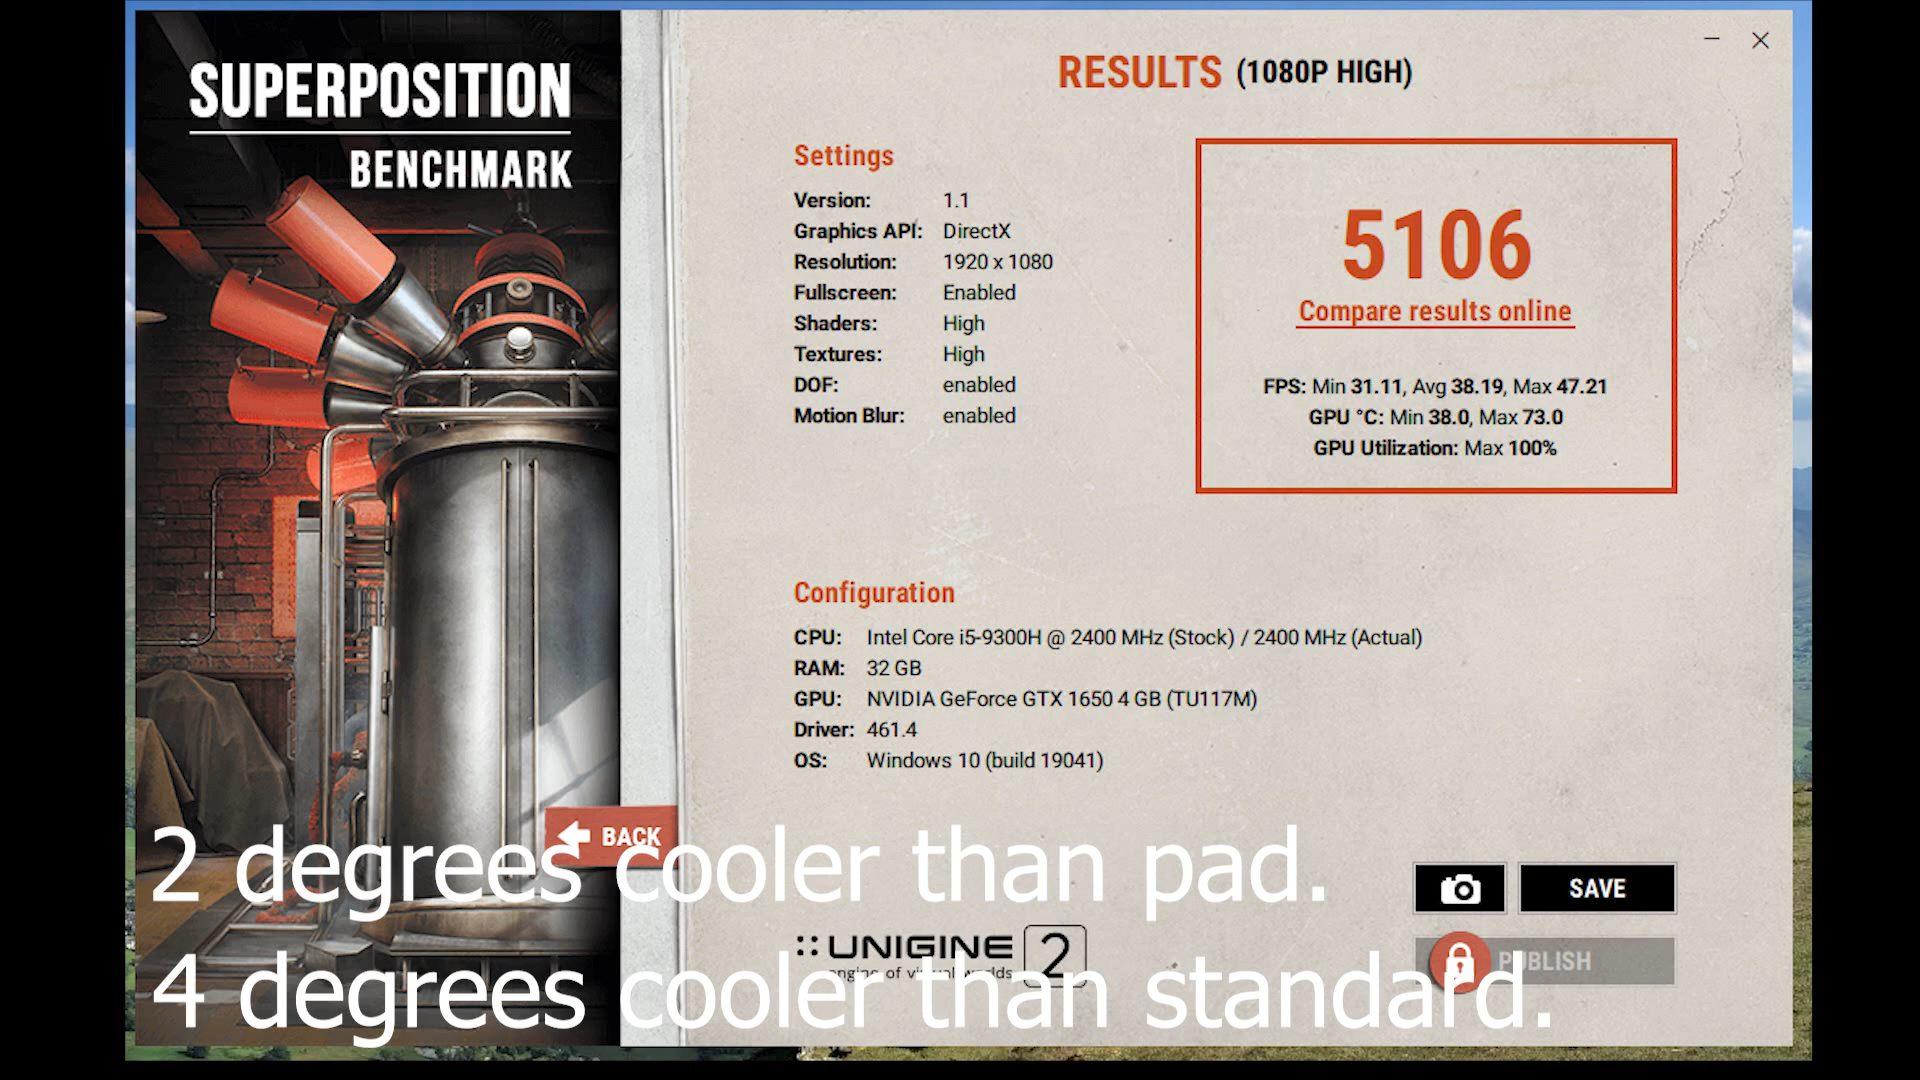 SUPERPOSITION
BENCHMARK
RESULTS (1080P HIGH)
Settings
Version: 1.1
Graphics API: DirectX
Resolution: 1920 x 1080
Fullscreen: Enabled
Shaders: High
Textures: High
DOF: enabled
Motion Blur: enabled
5106
Compare results online
FPS: Min 31.11, Avg 38.19, Max 47.21
GPU °C: Min 38.0, Max 73.0
GPU Utilization: Max 100%
Configuration
CPU: Intel Core i5-9300H @ 2400 MHz (Stock) / 2400 MHz (Actual)
RAM: 32 GB
GPU: NVIDIA GeForce GTX 1650 4 GB (TU117M)
Driver: 461.4
OS: Windows 10 (build 19041)
BACK
2 degrees cooler than pad.
SAVE
UNIGINE 2
engine of virtual worlds
PUBLISH
4 degrees cooler than standard.